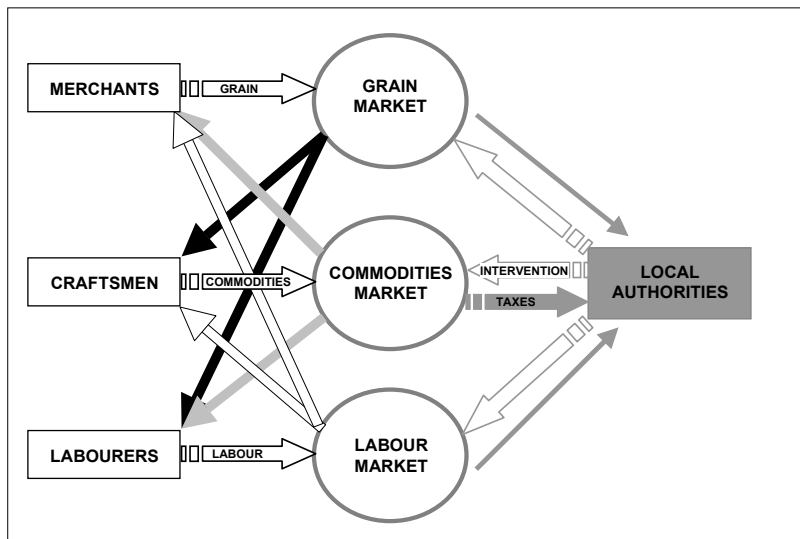 MERCHANTS
GRAIN
GRAIN
MARKET
CRAFTSMEN
COMMODITIES
COMMODITIES
MARKET
INTERVENTION
TAXES
LOCAL
AUTHORITIES
LABOURERS
LABOUR
LABOUR
MARKET